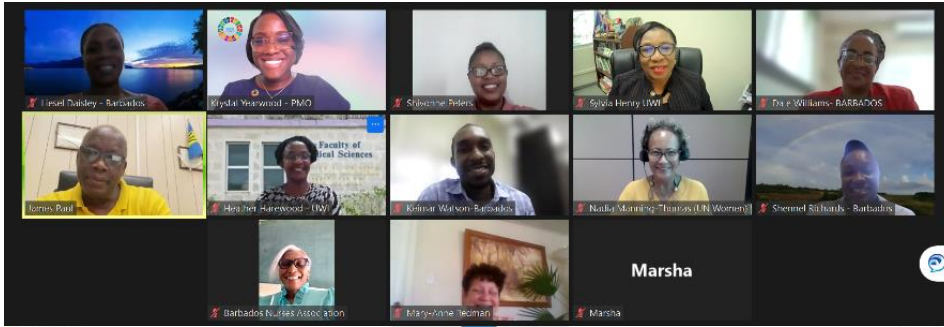 Liesel Daisley - Barbados
Krystal Yearwood - PMO
Shivonne Peters
Sylvia Henry UWI
Dale Williams- BARBADOS
Faculty of
ical Sciences
James Paul
Heather Harewood - UWI
Keimar Watson-Barbados
Nadia Manning-Thomas (UN Women)
Shennel Richards - Barbados
Marsha
Barbados Nurses Association
Mary-Anne Redman
Marsha